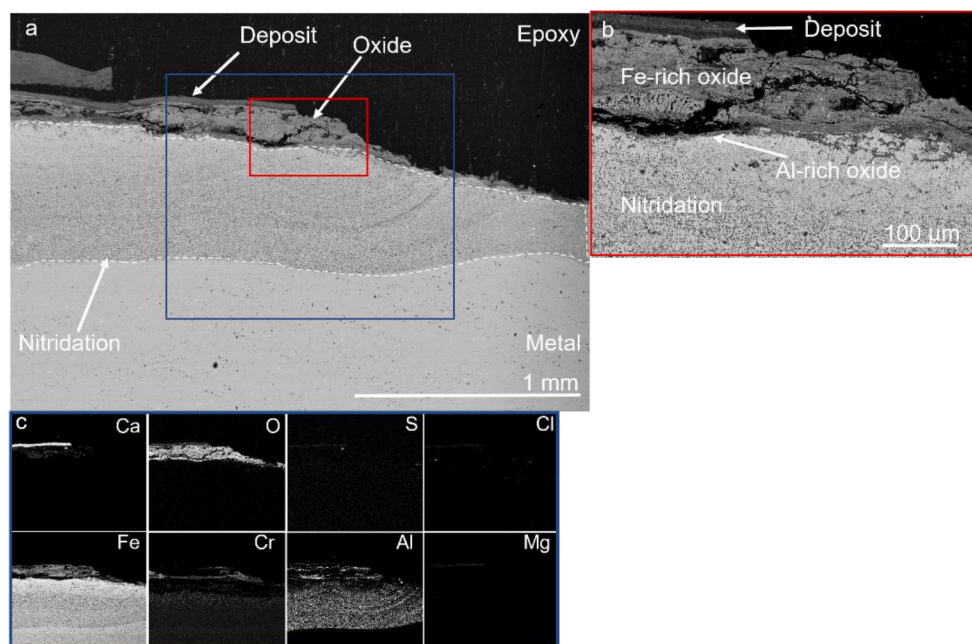 a
Deposit
Oxide
Epoxy
Nitridation
Metal
1 mm
b
Deposit
Fe-rich oxide
Al-rich oxide
Nitridation
100 μm
c
Ca
O
S
Cl
Fe
Cr
Al
Mg